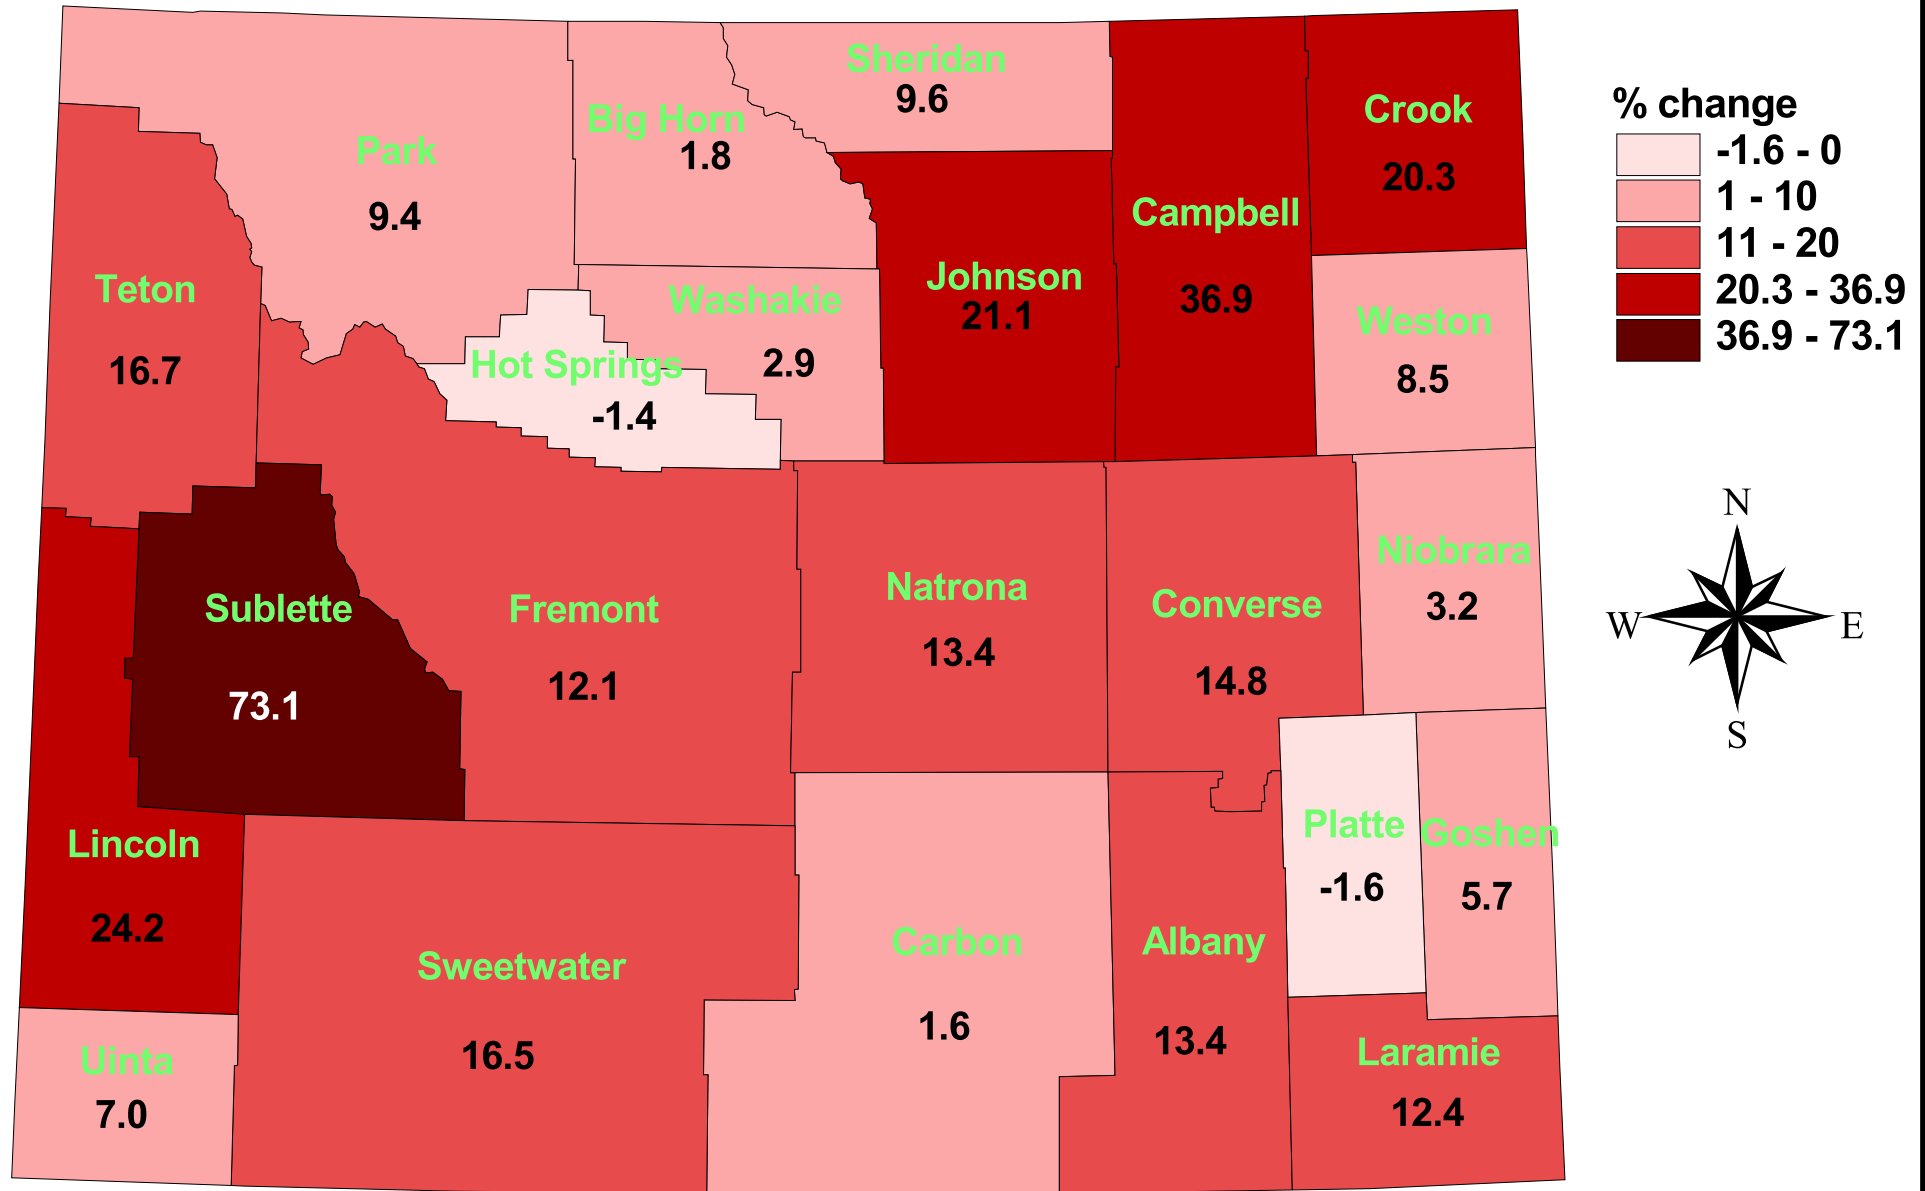 Sheridan
9.6
Big Horn
1.8
Park
9.4
Crook
20.3
Campbell
36.9
Johnson
21.1
Teton
16.7
Washakie
2.9
Hot Springs
-1.4
Weston
8.5
% change
-1.6 - 0
1 - 10
11 - 20
20.3 - 36.9
36.9 - 73.1
N
W
E
S
Sublette
73.1
Fremont
12.1
Natrona
13.4
Converse
14.8
Niobrara
3.2
Lincoln
24.2
Platte
-1.6
Goshen
5.7
Sweetwater
16.5
Carbon
1.6
Albany
13.4
Uinta
7.0
Laramie
12.4